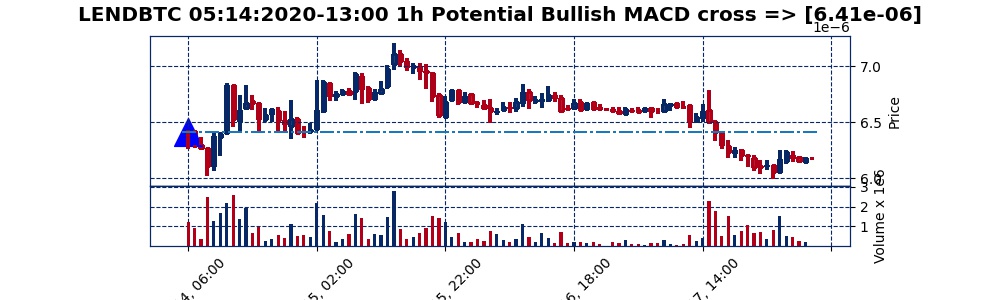 LENDBTC 05:14:2020-13:00 1h Potential Bullish MACD cross => [6.41e-06]
1e−6
7.0
6.5
6.0
Price
3
2
1
Volume x 1e6
4, 06:00
5, 02:00
5, 22:00
6, 18:00
7, 14:00